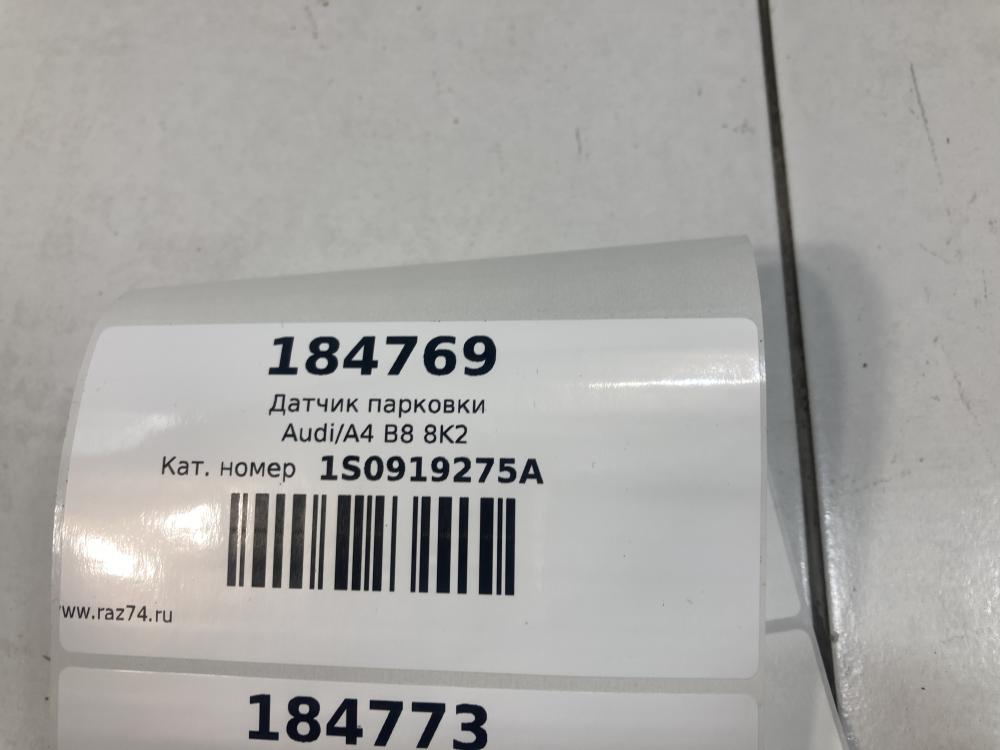 184769
Датчик парковки
Audi/A4 B8 8K2
Кат. номер 1S0919275A
www.raz74.ru
184773